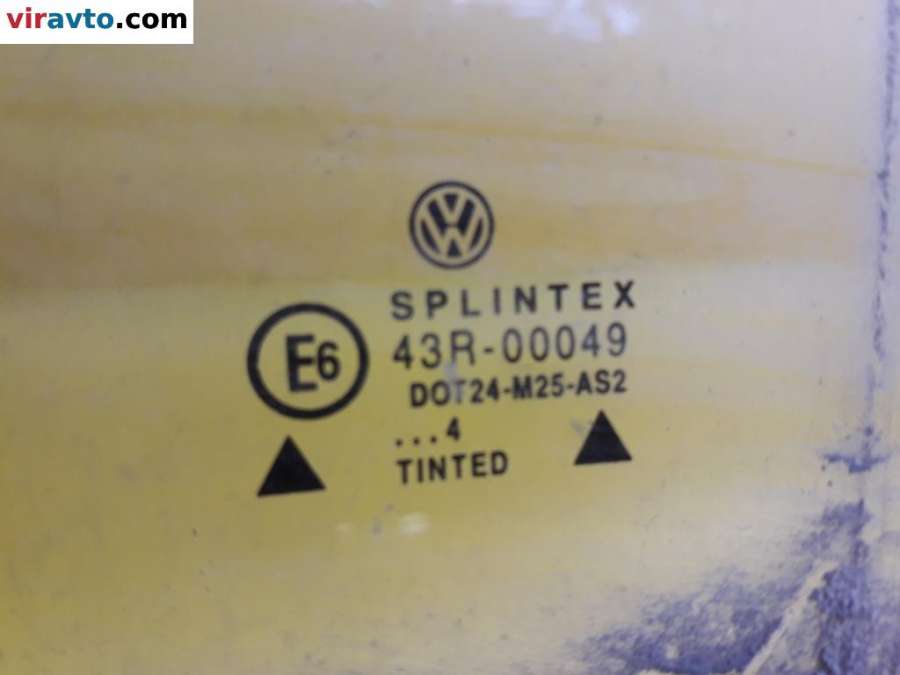 viravto.com
SPLINTEX
E6
43R-00049
DOT24-M25-AS2
...4
TINTED